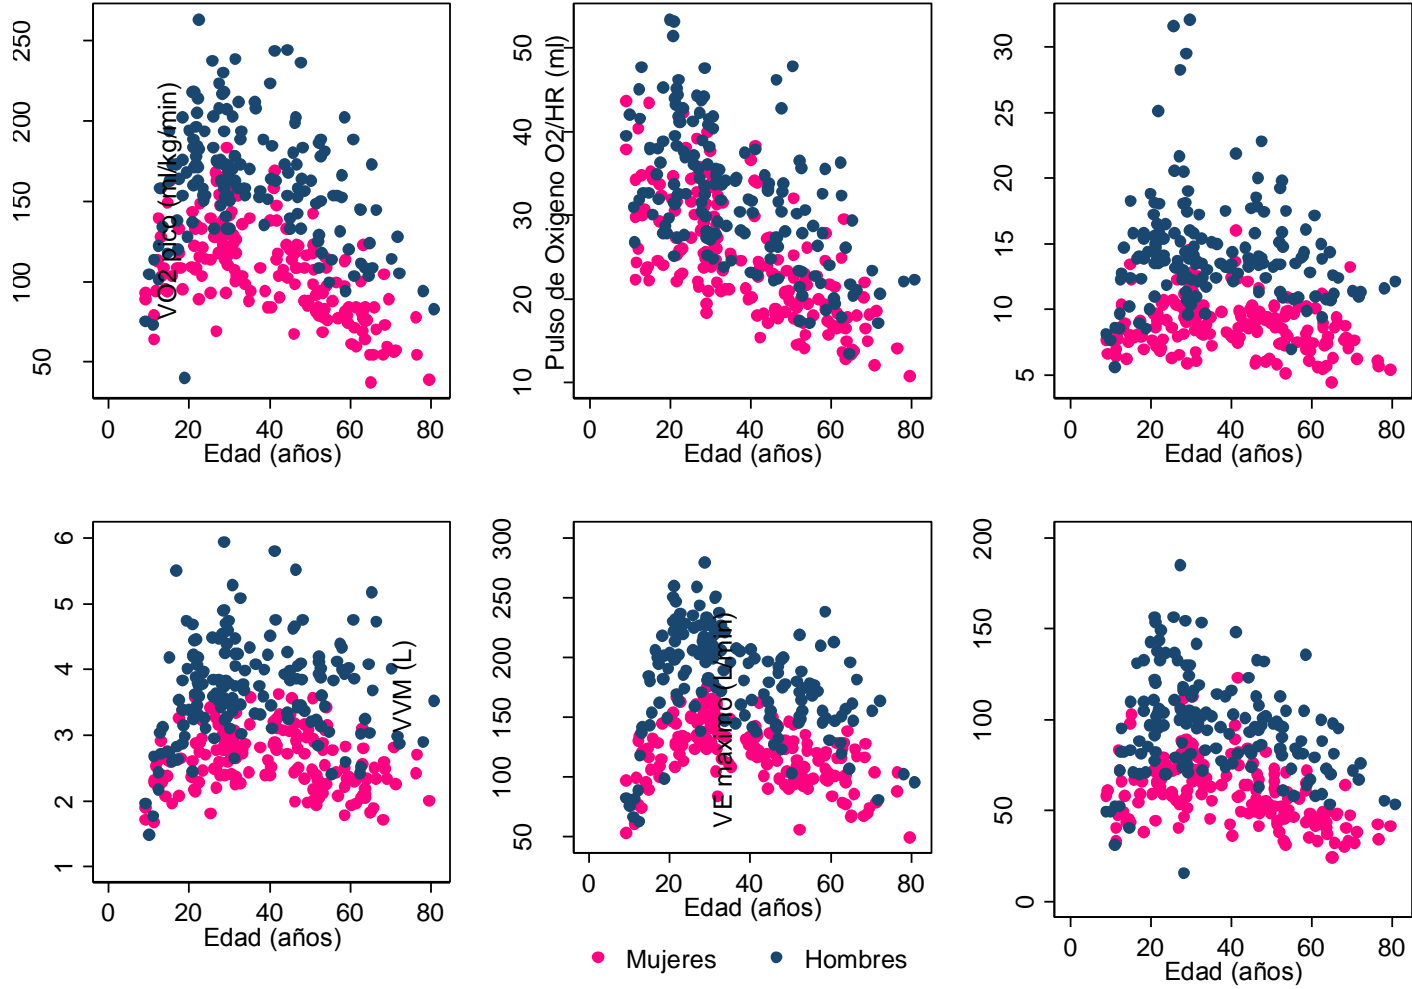 250
200
150
100
50
VO2 pico (ml/kg/min)
0 20 40 60 80
Edad (años)
50
40
30
20
10
Pulso de Oxigeno O2/HR (ml)
0 20 40 60 80
Edad (años)
30
25
20
15
10
5
0 20 40 60 80
Edad (años)
6
5
4
3
2
1
VVM (L)
0 20 40 60 80
Edad (años)
300
250
200
150
100
50
VE maximo (L/min)
0 20 40 60 80
Edad (años)
200
150
100
50
0
0 20 40 60 80
Edad (años)
Mujeres Hombres